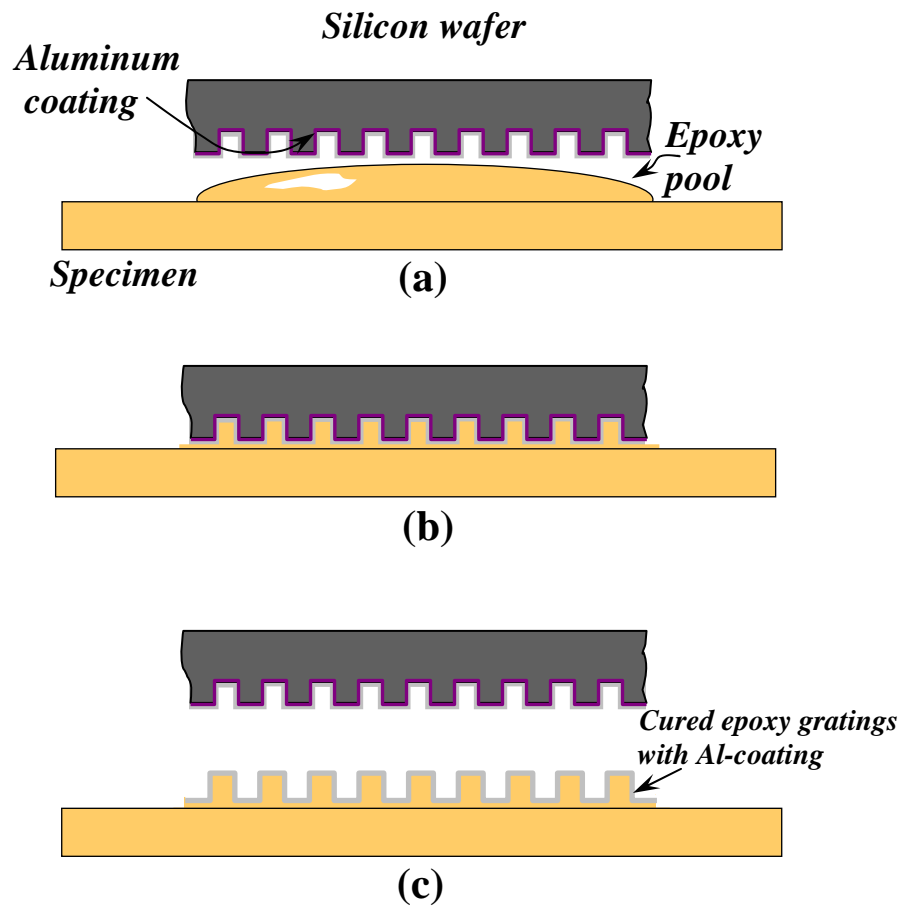 Silicon wafer
Aluminum
coating
Epoxy
pool
Specimen
(a)
(b)
Cured epoxy gratings
with Al-coating
(c)